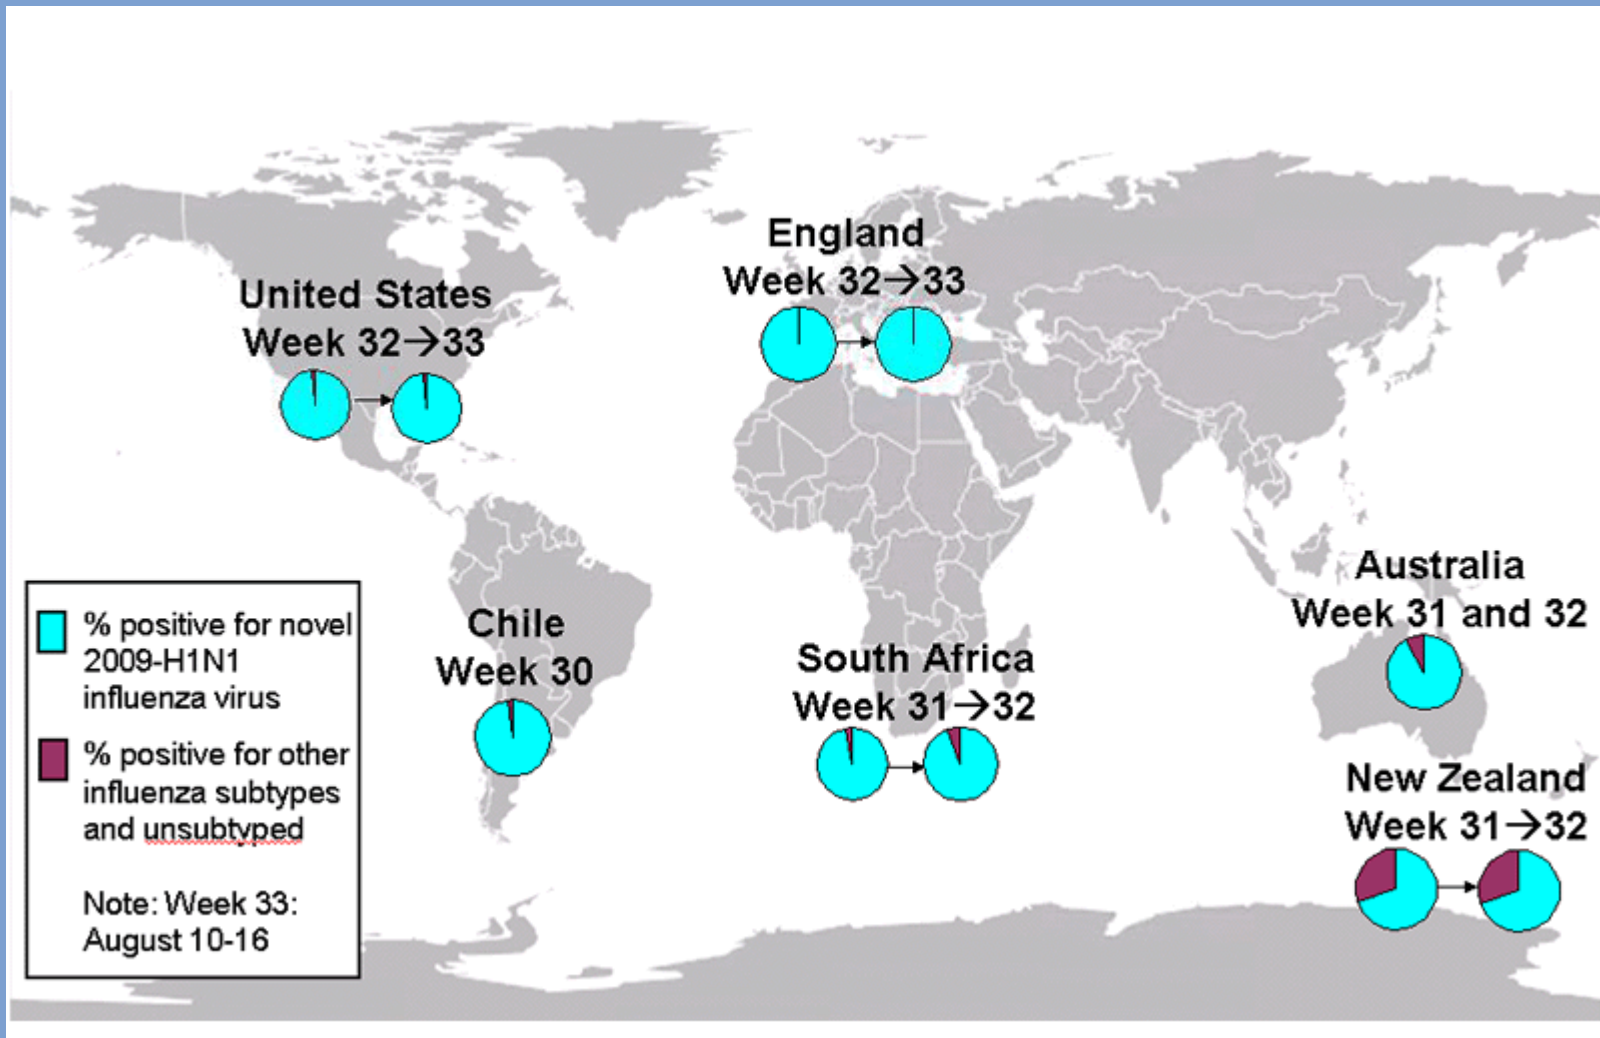 England
Week 32→33
United States
Week 32→33
Australia
Week 31 and 32
Chile
Week 30
South Africa
Week 31→32
New Zealand
Week 31→32
% positive for novel
2009-H1N1
influenza virus
% positive for other
influenza subtypes
and unsubtyped
Note: Week 33:
August 10-16